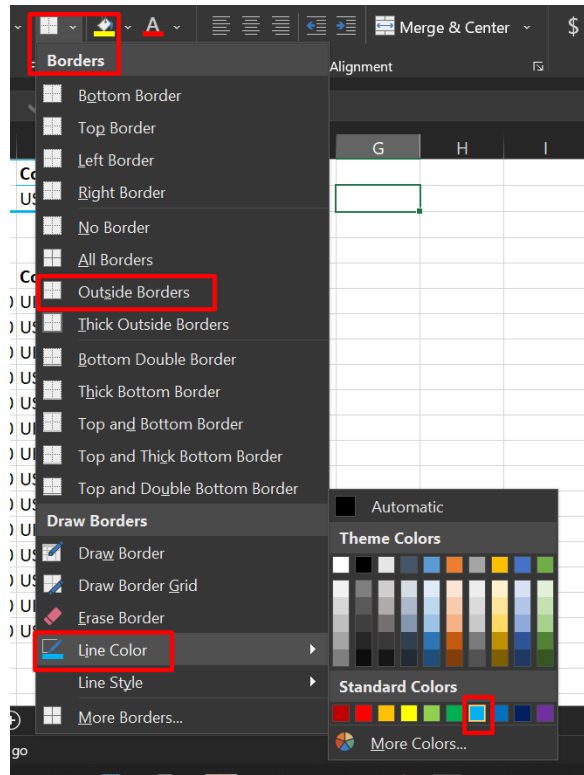 A Merge & Center $
Borders
Alignment
Bottom Border
Top Border
G H I
Left Border
Right Border
No Border
All Borders
Outside Borders
Thick Outside Borders
Bottom Double Border
Thick Bottom Border
Top and Bottom Border
Top and Thick Bottom Border
Top and Double Bottom Border
Automatic
Draw Borders
Theme Colors
Draw Border
Draw Border Grid
Erase Border
Line Color
Line Style
Standard Colors
More Borders...
More Colors...
go